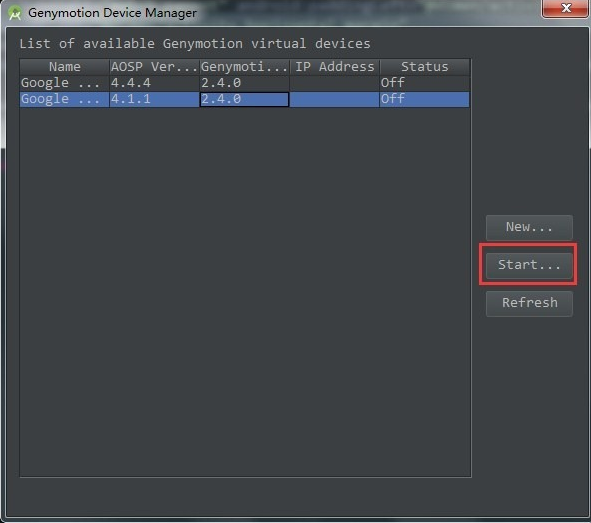 Genymotion Device Manager
List of available Genymotion virtual devices
Name AOSP Ver... Genymoti... IP Address Status
Google ... 4.4.4 2.4.0 Off
Google ... 4.1.1 2.4.0 Off
New...
Start...
Refresh